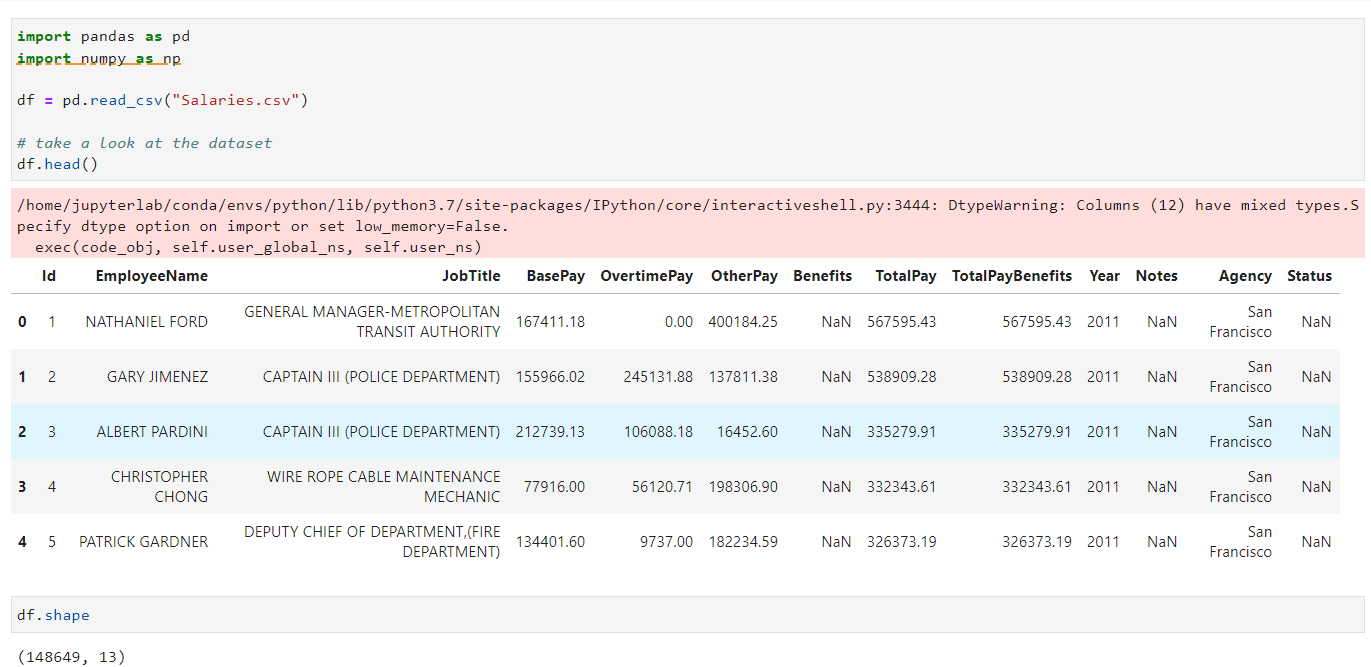 import pandas as pd
import numpy as np
df = pd.read_csv("Salaries.csv")
# take a look at the dataset
df.head()
/home/jupyterlab/conda/envs/python/lib/python3.7/site-packages/IPython/core/interactiveshell.py:3444: DtypeWarning: Columns (12) have mixed types.S
pecify dtype option on import or set low_memory=False.
  exec(code_obj, self.user_global_ns, self.user_ns)
Id EmployeeName JobTitle BasePay OvertimePay OtherPay Benefits TotalPay TotalPayBenefits Year Notes Agency Status
0 1 NATHANIEL FORD GENERAL MANAGER-METROPOLITAN TRANSIT AUTHORITY 167411.18 0.00 400184.25 NaN 567595.43 567595.43 2011 NaN San Francisco NaN
1 2 GARY JIMENEZ CAPTAIN III (POLICE DEPARTMENT) 155966.02 245131.88 137811.38 NaN 538909.28 538909.28 2011 NaN San Francisco NaN
2 3 ALBERT PARDINI CAPTAIN III (POLICE DEPARTMENT) 212739.13 106088.18 16452.60 NaN 335279.91 335279.91 2011 NaN San Francisco NaN
3 4 CHRISTOPHER CHONG WIRE ROPE CABLE MAINTENANCE MECHANIC 77916.00 56120.71 198306.90 NaN 332343.61 332343.61 2011 NaN San Francisco NaN
4 5 PATRICK GARDNER DEPUTY CHIEF OF DEPARTMENT,(FIRE DEPARTMENT) 134401.60 9737.00 182234.59 NaN 326373.19 326373.19 2011 NaN San Francisco NaN
df.shape
(148649, 13)